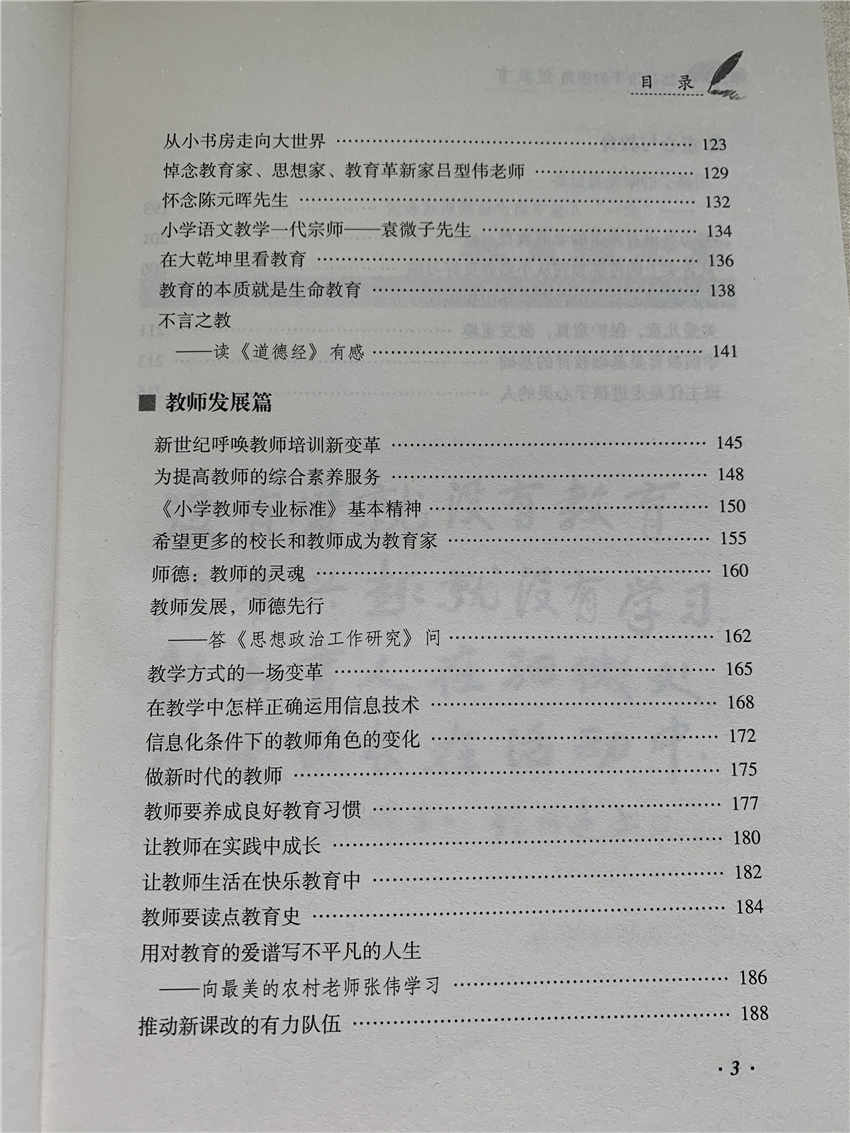 目 录
从小书房走向大世界 …………………………………………… 123
悼念教育家、思想家、教育革新家吕型伟老师 …………………… 129
怀念陈元晖先生 ………………………………………………… 132
小学语文教学一代宗师——袁微子先生 ………………………… 134
在大乾坤里看教育 ……………………………………………… 136
教育的本质就是生命教育 ……………………………………… 138
不言之教
——读《道德经》有感 ………………………………………… 141
■ 教师发展篇
新世纪呼唤教师培训新变革 …………………………………… 145
为提高教师的综合素养服务 …………………………………… 148
《小学教师专业标准》基本精神 ………………………………… 150
希望更多的校长和教师成为教育家 …………………………… 155
师德：教师的灵魂 ……………………………………………… 160
教师发展，师德先行
——答《思想政治工作研究》问 ………………………………… 162
教学方式的一场变革 …………………………………………… 165
在教学中怎样正确运用信息技术 ……………………………… 168
信息化条件下的教师角色的变化 ……………………………… 172
做新时代的教师 ………………………………………………… 175
教师要养成良好教育习惯 ……………………………………… 177
让教师在实践中成长 …………………………………………… 180
让教师生活在快乐教育中 ……………………………………… 182
教师要读点教育史 ……………………………………………… 184
用对教育的爱谱写不平凡的人生
——向最美的农村老师张伟学习 ……………………………… 186
推动新课改的有力队伍 ………………………………………… 188
· 3 ·